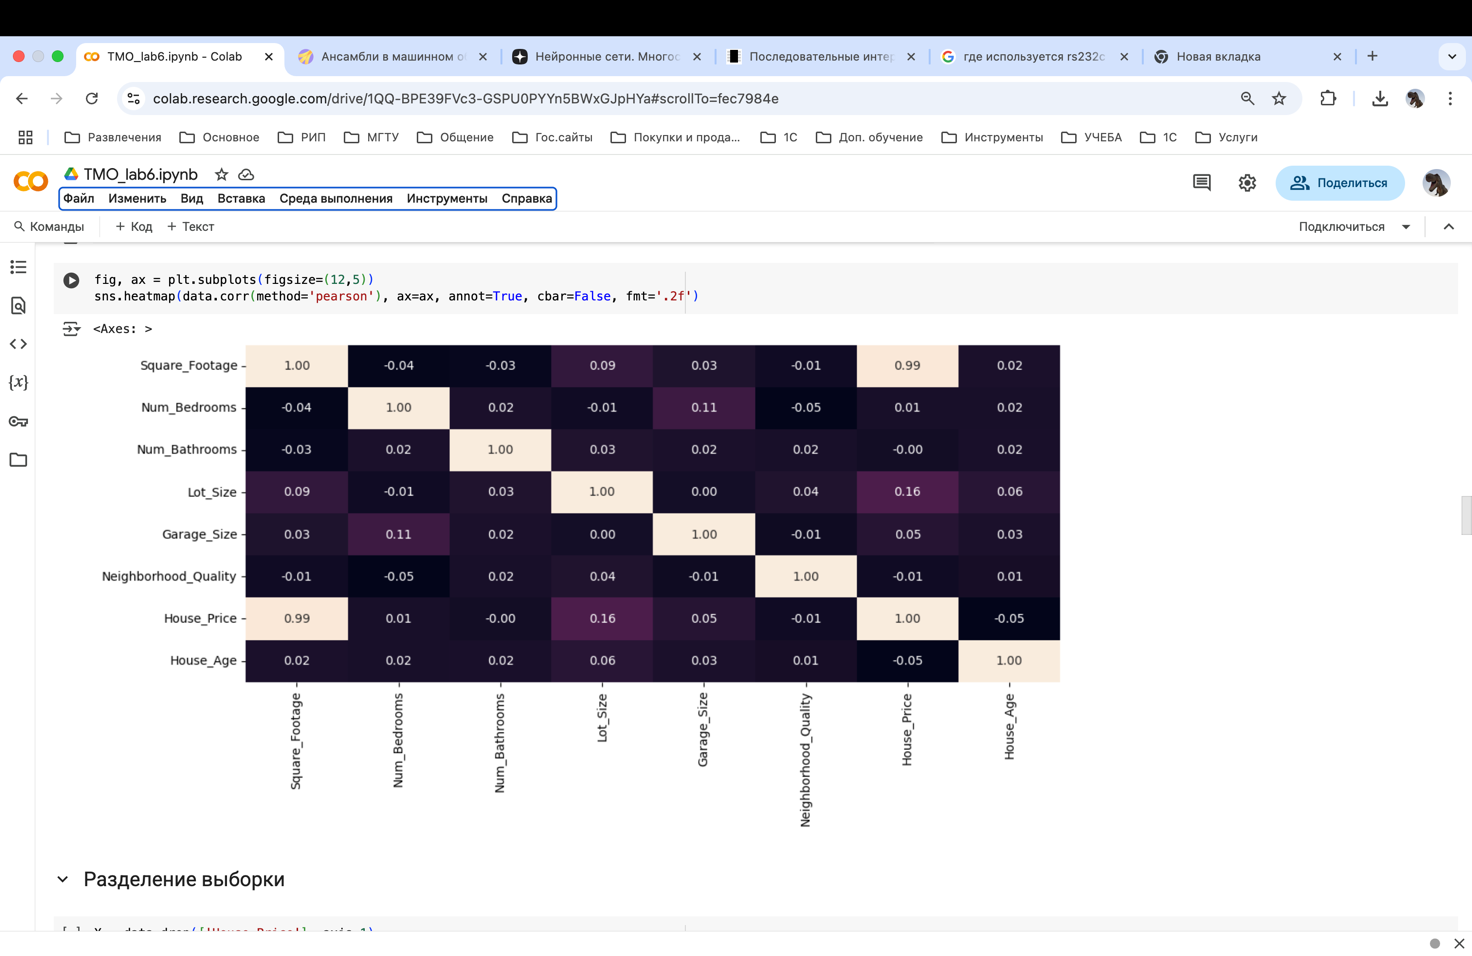 TMO_lab6.ipynb - Colab
Ансамбли в машинном о
Нейронные сети. Многос
Последовательные интер
где используется rs232c
Новая вкладка
colab.research.google.com/drive/1QQ-BPE39FVc3-GSPU0PYYn5BWxGJpHYa#scrollTo=fec7984e
Развлечения Основное РИП МГТУ Общение Гос.сайты Покупки и прода... 1С Доп. обучение Инструменты УЧЕБА 1С Услуги
TMO_lab6.ipynb
Поделиться
Файл Изменить Вид Вставка Среда выполнения Инструменты Справка
Команды + Код + Текст Подключиться
fig, ax = plt.subplots(figsize=(12,5))
sns.heatmap(data.corr(method='pearson'), ax=ax, annot=True, cbar=False, fmt='.2f')
<Axes: >
Square_Footage 1.00 -0.04 -0.03 0.09 0.03 -0.01 0.99 0.02
Num_Bedrooms -0.04 1.00 0.02 -0.01 0.11 -0.05 0.01 0.02
Num_Bathrooms -0.03 0.02 1.00 0.03 0.02 0.02 -0.00 0.02
Lot_Size 0.09 -0.01 0.03 1.00 0.00 0.04 0.16 0.06
Garage_Size 0.03 0.11 0.02 0.00 1.00 -0.01 0.05 0.03
Neighborhood_Quality -0.01 -0.05 0.02 0.04 -0.01 1.00 -0.01 0.01
House_Price 0.99 0.01 -0.00 0.16 0.05 -0.01 1.00 -0.05
House_Age 0.02 0.02 0.02 0.06 0.03 0.01 -0.05 1.00
Square_Footage Num_Bedrooms Num_Bathrooms Lot_Size Garage_Size Neighborhood_Quality House_Price House_Age
Разделение выборки